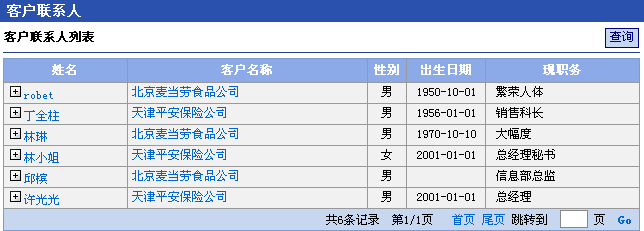 客户联系人
客户联系人列表 查询
姓名 客户名称 性别 出生日期 现职务
robet 北京麦当劳食品公司 男 1950-10-01 繁荣人体
丁全柱 天津平安保险公司 男 1956-01-01 销售科长
林琳 北京麦当劳食品公司 男 1970-10-10 大幅度
林小姐 天津平安保险公司 女 2001-01-01 总经理秘书
邱槟 北京麦当劳食品公司 男 信息部总监
许光光 天津平安保险公司 男 2001-01-01 总经理
共6条记录 第1/1页 首页 尾页 跳转到 页 Go